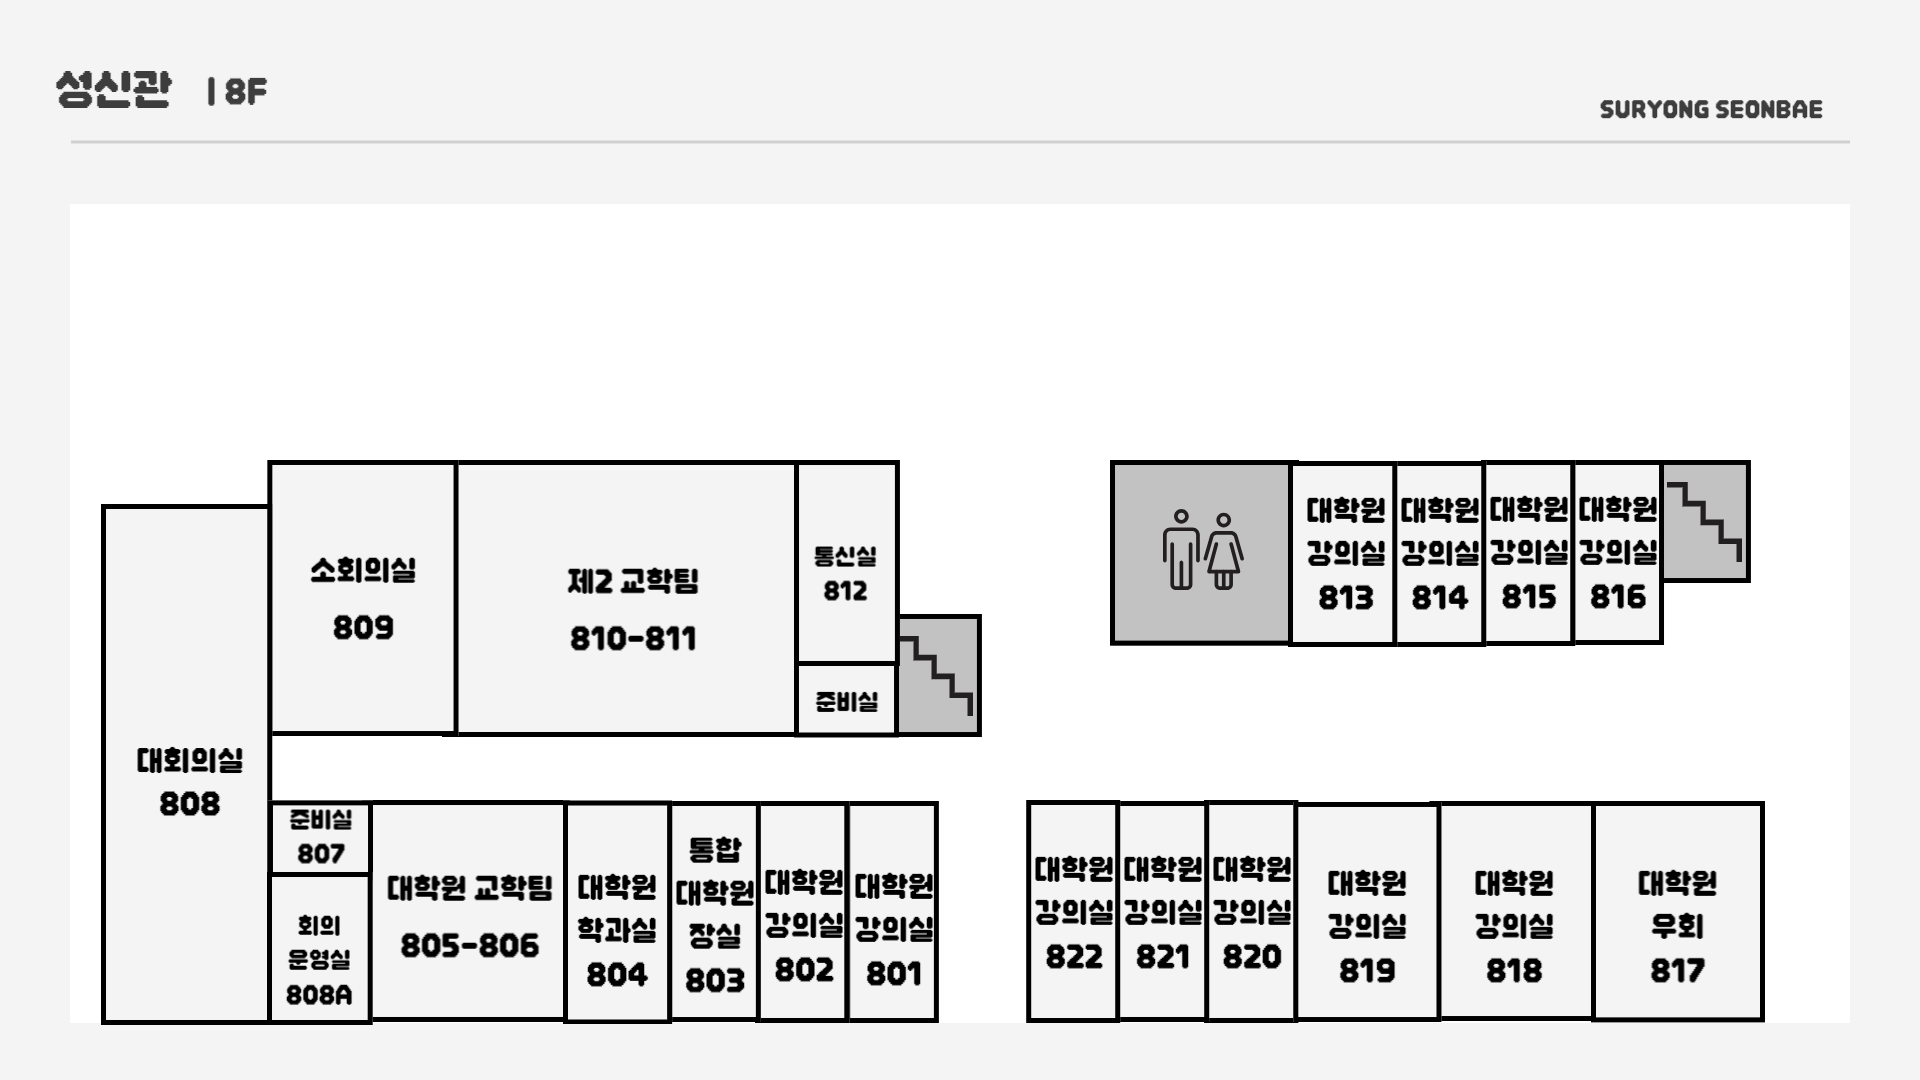 성신관 | 8F
SURYONG SEONBAE
소회의실
809
제2 교학팀
810-811
통신실
812
준비실
대학원
강의실
813
대학원
강의실
814
대학원
강의실
815
대학원
강의실
816
대회의실
808
준비실
807
회의
운영실
808A
대학원 교학팀
805-806
대학원
학과실
804
통합
대학원
장실
803
대학원
강의실
802
대학원
강의실
801
대학원
강의실
822
대학원
강의실
821
대학원
강의실
820
대학원
강의실
819
대학원
강의실
818
대학원
우회
817